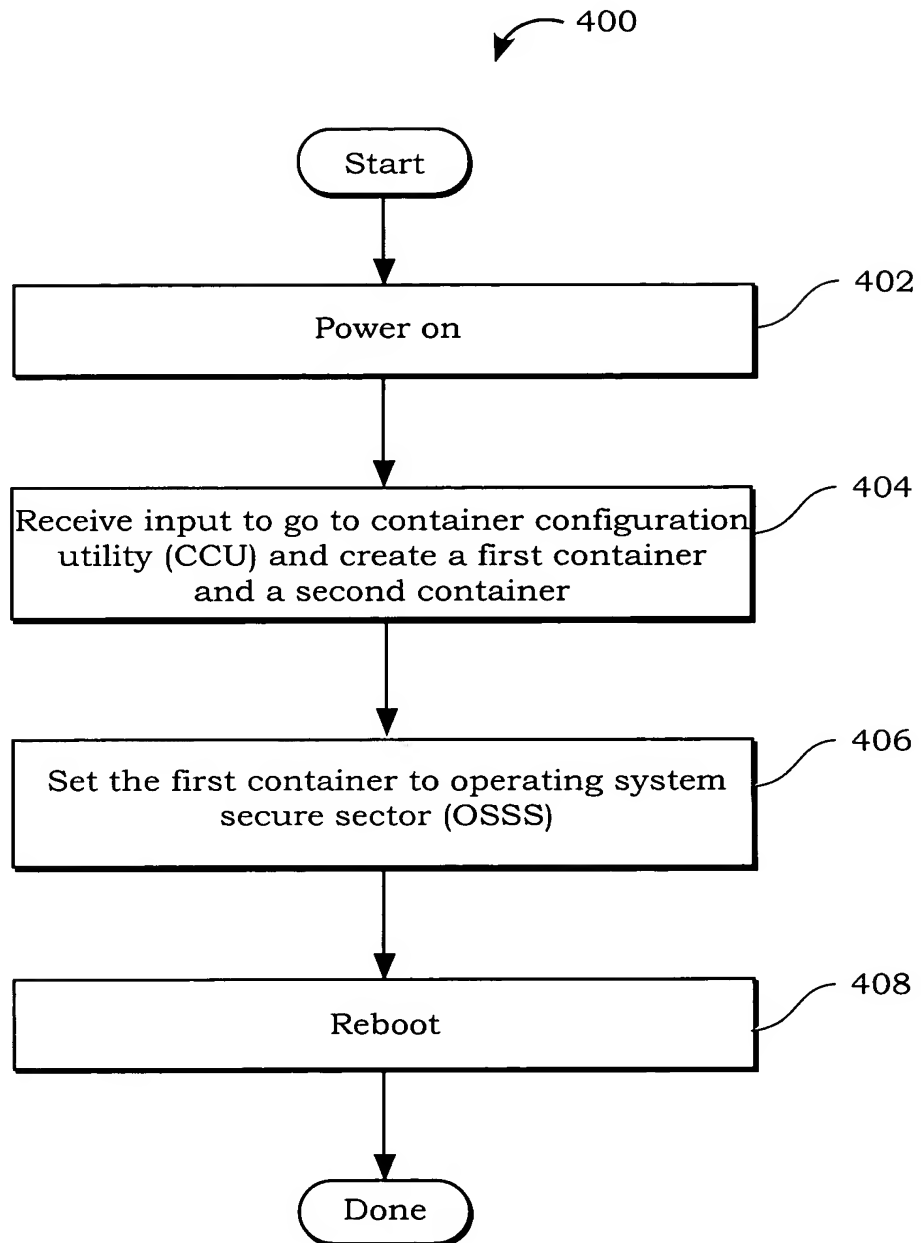 400
Start
402
Power on
404
Receive input to go to container configuration
utility (CCU) and create a first container
and a second container
406
Set the first container to operating system
secure sector (OSSS)
408
Reboot
Done